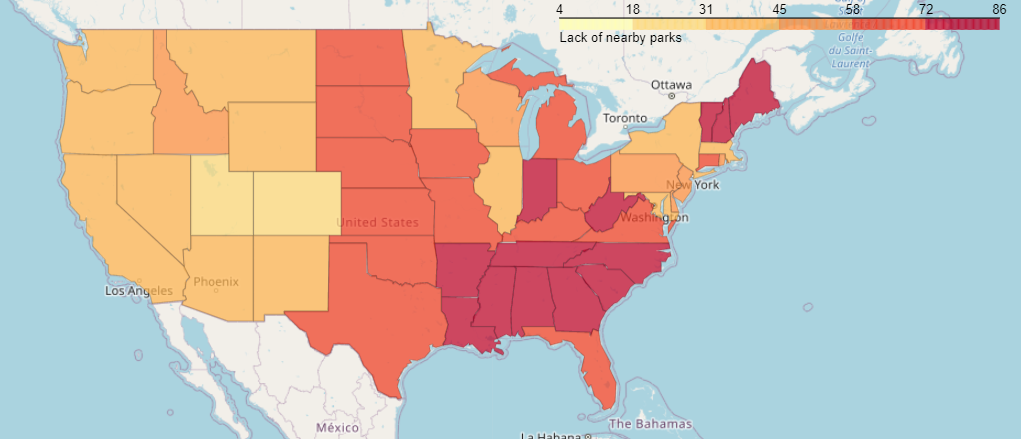 4 18 31 45 58 72 86
Lack of nearby parks
Golfe
du Saint-
Laurent
Ottawa
Toronto
New York
United States
Washington
Phoenix
Los Angeles
México
The Bahamas
La Habana